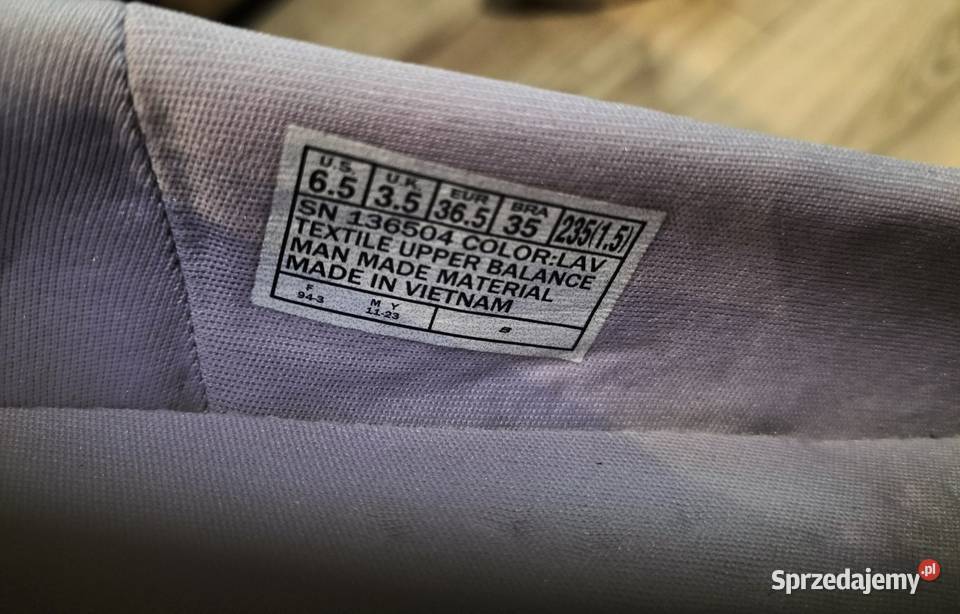 U.S. U.K. EUR BRA
6.5 3.5 36.5 35 235(1.5)
SN 136504 COLOR:LAV
TEXTILE UPPER BALANCE
MAN MADE MATERIAL
MADE IN VIETNAM
F M Y
94-3 11-23 B
Sprzedajemy.pl